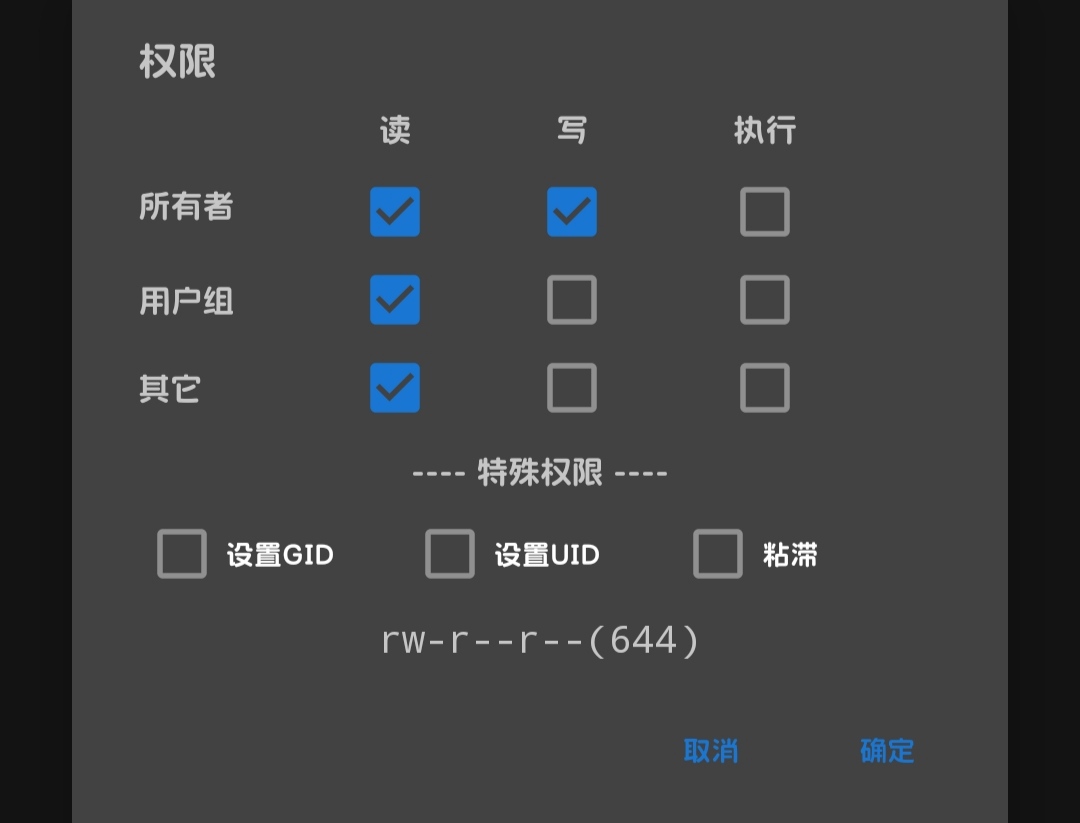 权限
读 写 执行
所有者
用户组
其它
---- 特殊权限 ----
设置GID 设置UID 粘滞
rw-r--r--(644)
取消 确定